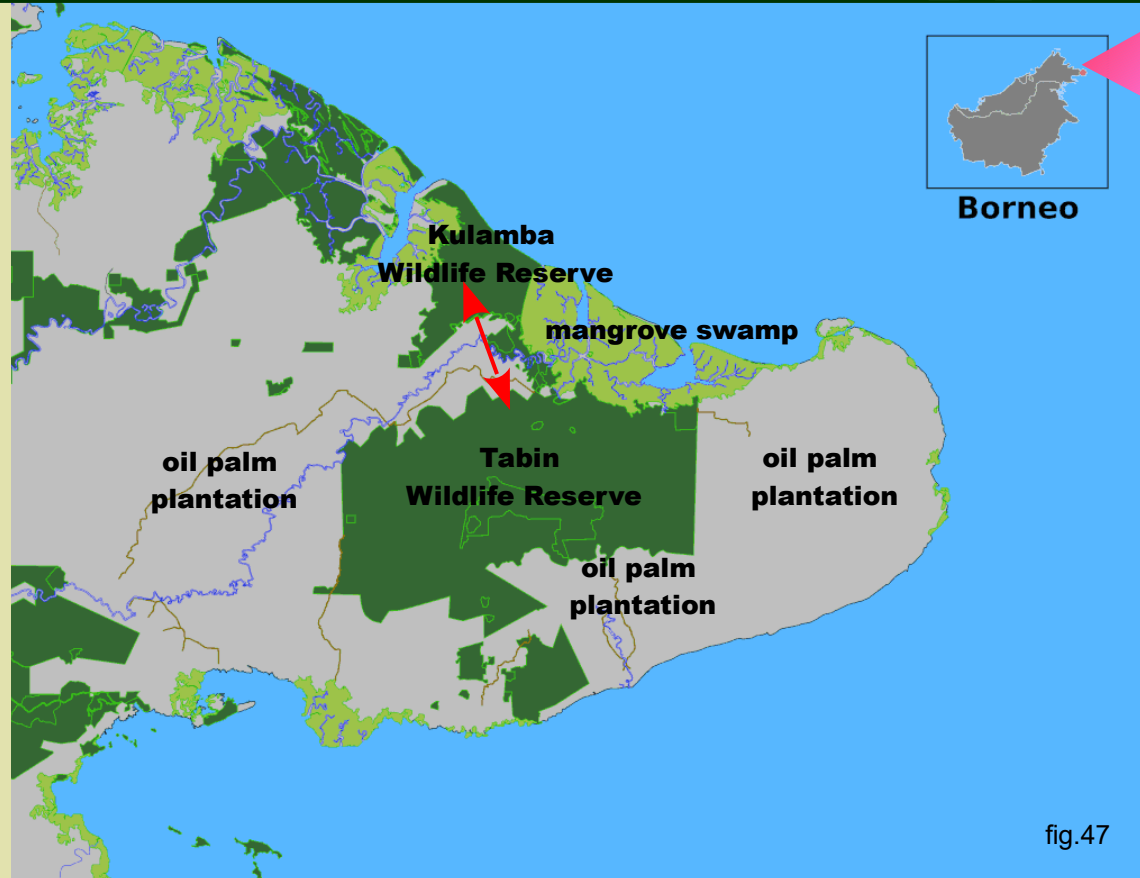 Borneo
Kulamba
Wildlife Reserve
mangrove swamp
oil palm
plantation
Tabin
Wildlife Reserve
oil palm
plantation
oil palm
plantation
fig.47